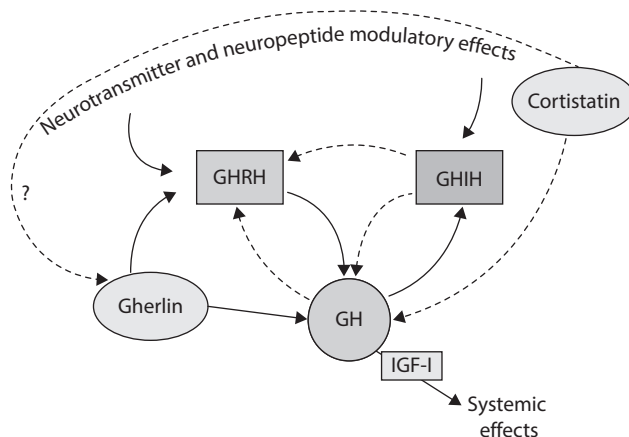 Neurotransmitter and neuropeptide modulatory effects
Cortistatin
GHRH
GHIH
?
Gherlin
GH
IGF-I
Systemic
effects